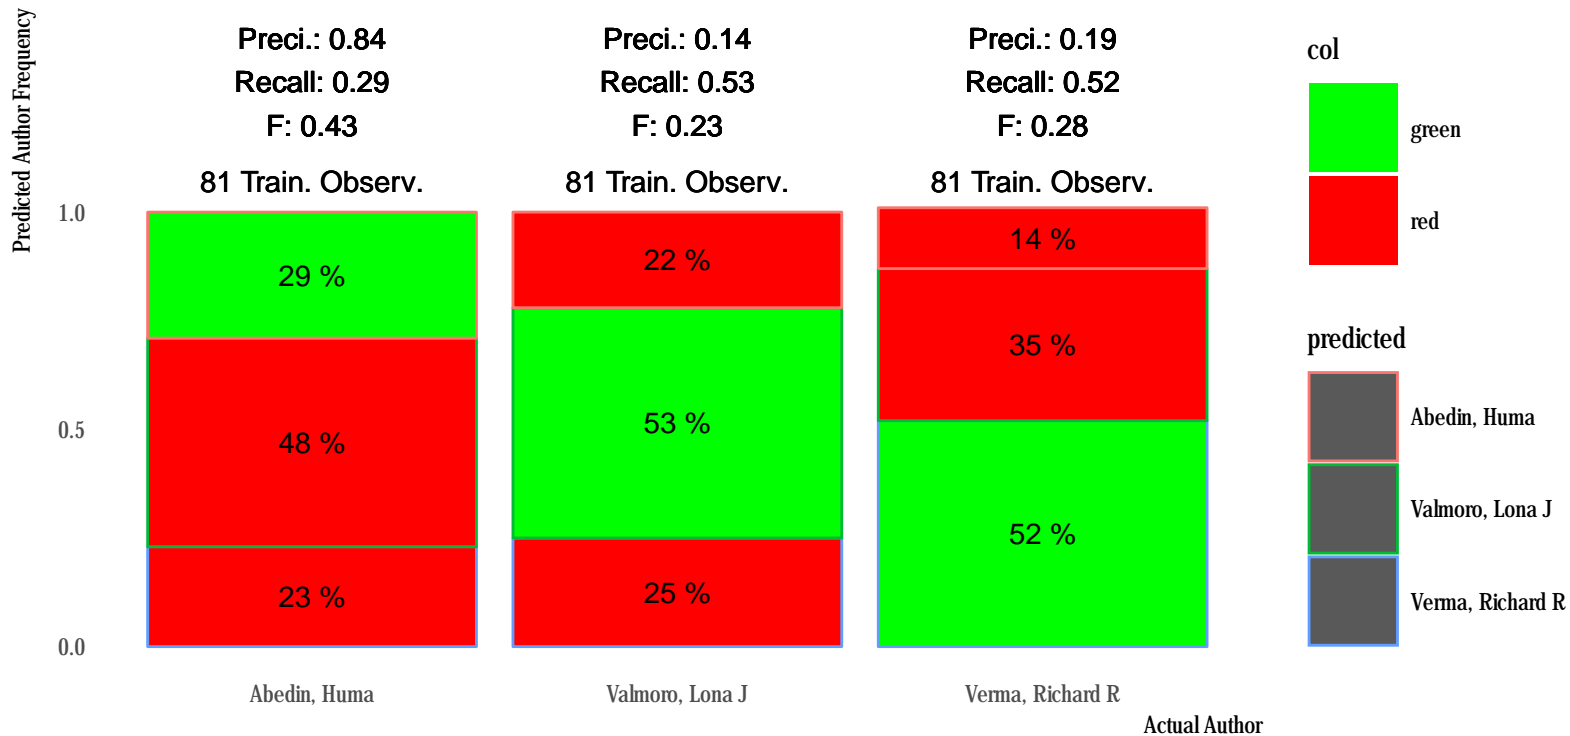 Predicted Author Frequency
Preci.: 0.84
Recall: 0.29
F: 0.43
81 Train. Observ.
Preci.: 0.14
Recall: 0.53
F: 0.23
81 Train. Observ.
Preci.: 0.19
Recall: 0.52
F: 0.28
81 Train. Observ.
1.0
0.5
0.0
29 %
48 %
23 %
22 %
53 %
25 %
14 %
35 %
52 %
Abedin, Huma
Valmoro, Lona J
Verma, Richard R
Actual Author
col
green
red
predicted
Abedin, Huma
Valmoro, Lona J
Verma, Richard R